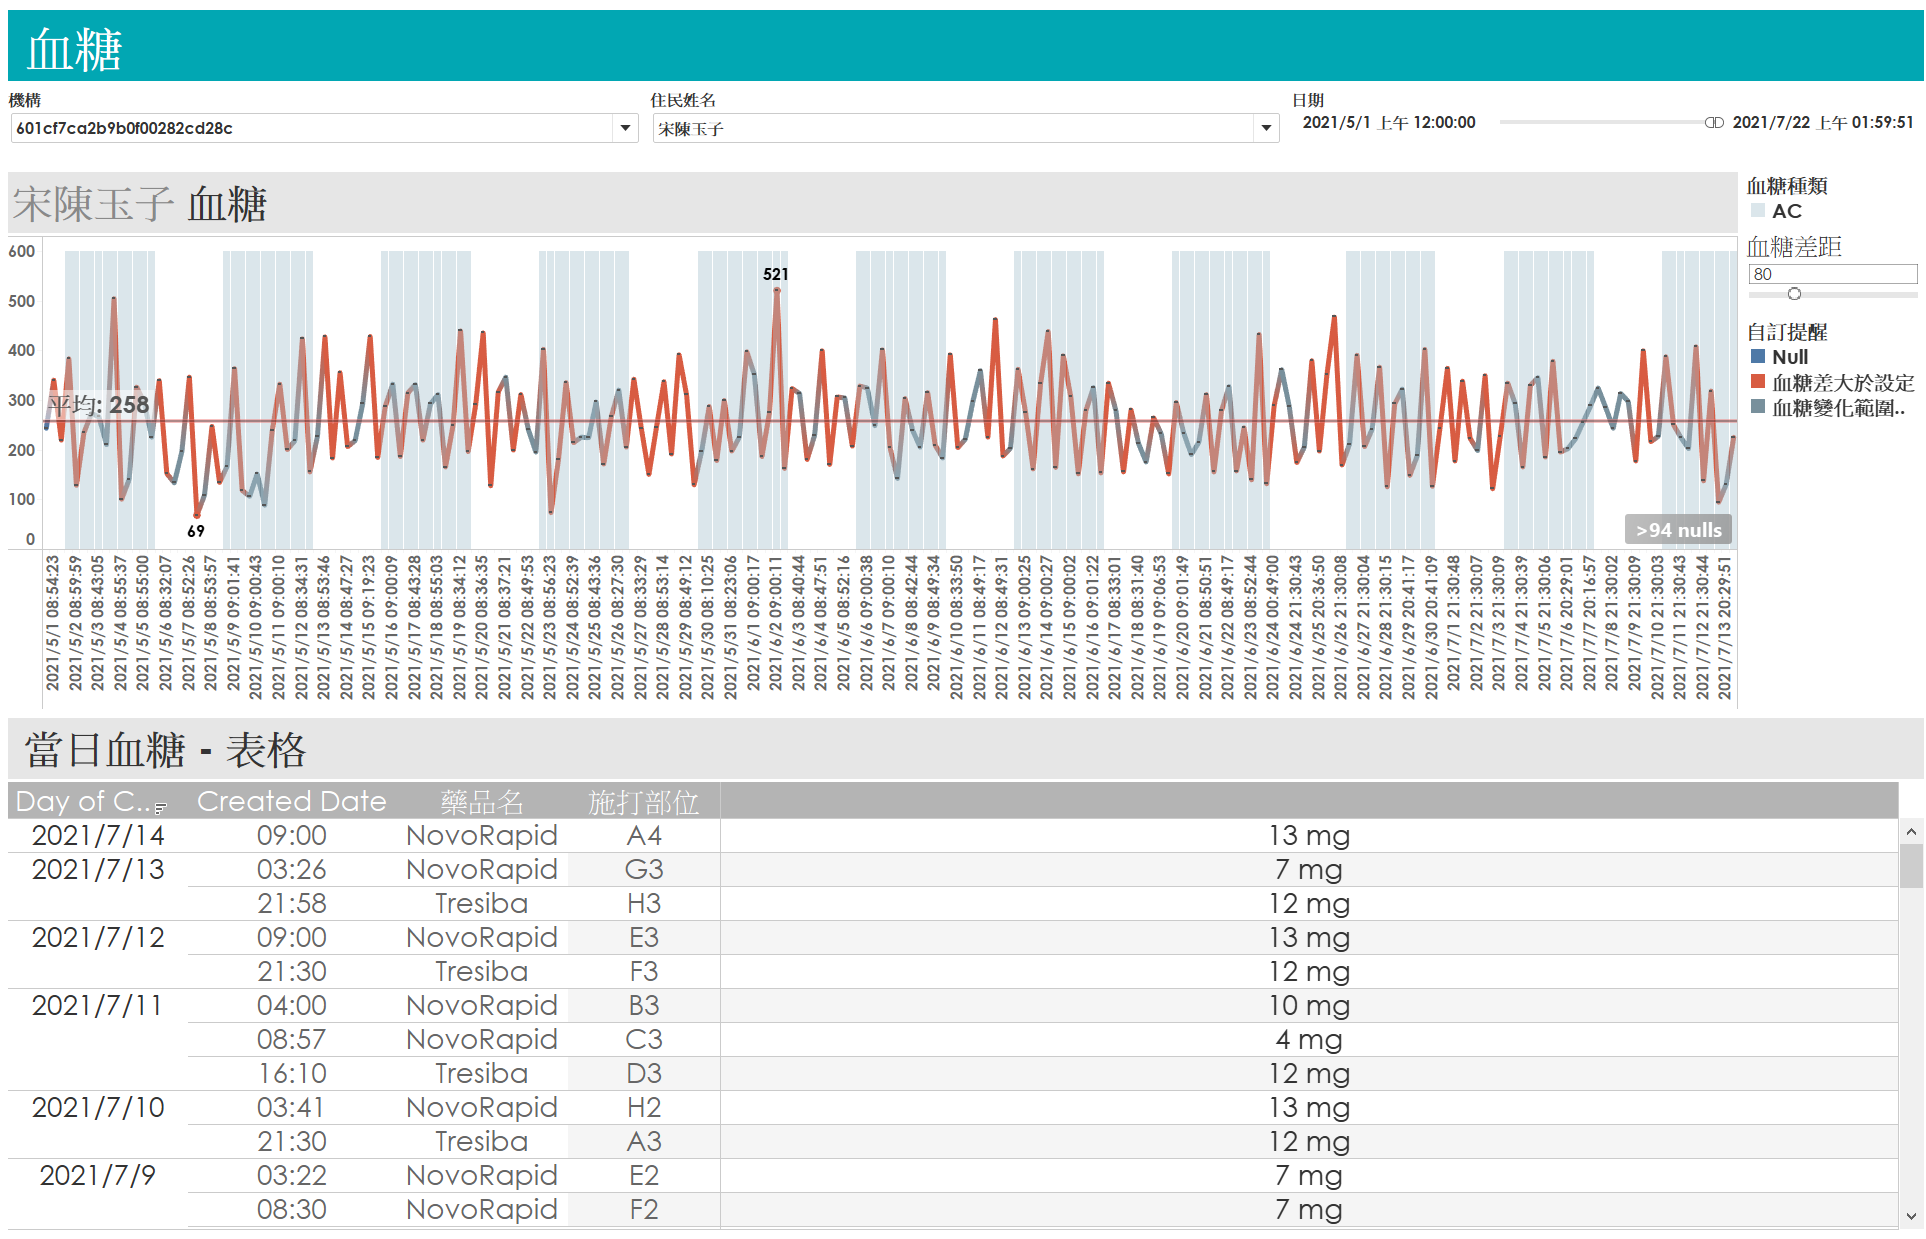 血糖
機構
601cf7ca2b9b0f00282cd28c
住民姓名
宋陳玉子
日期
2021/5/1 上午 12:00:00
2021/7/22 上午 01:59:51
宋陳玉子 血糖
600
500
400
300
200
100
0
521
平均: 258
69
>94 nulls
2021/5/1 08:54:23
2021/5/2 08:59:59
2021/5/3 08:43:05
2021/5/4 08:55:37
2021/5/5 08:55:00
2021/5/6 08:32:07
2021/5/7 08:52:26
2021/5/8 08:53:57
2021/5/9 09:01:41
2021/5/10 09:00:43
2021/5/11 09:00:10
2021/5/12 08:34:31
2021/5/13 08:53:46
2021/5/14 08:47:27
2021/5/15 09:19:23
2021/5/16 09:00:09
2021/5/17 08:43:28
2021/5/18 08:55:03
2021/5/19 08:34:12
2021/5/20 08:36:35
2021/5/21 08:37:21
2021/5/22 08:49:53
2021/5/23 08:56:23
2021/5/24 08:52:39
2021/5/25 08:43:36
2021/5/26 08:27:30
2021/5/27 08:33:29
2021/5/28 08:53:14
2021/5/29 08:49:12
2021/5/30 08:10:25
2021/5/31 08:23:06
2021/6/1 09:00:17
2021/6/2 09:00:11
2021/6/3 08:40:44
2021/6/4 08:47:51
2021/6/5 08:52:16
2021/6/6 09:00:38
2021/6/7 09:00:10
2021/6/8 08:42:44
2021/6/9 08:49:34
2021/6/10 08:33:50
2021/6/11 08:49:17
2021/6/12 08:49:31
2021/6/13 09:00:25
2021/6/14 09:00:27
2021/6/15 09:00:02
2021/6/16 09:01:22
2021/6/17 08:33:01
2021/6/18 08:31:40
2021/6/19 09:06:53
2021/6/20 09:01:49
2021/6/21 08:50:51
2021/6/22 08:49:17
2021/6/23 08:52:44
2021/6/24 00:49:00
2021/6/24 21:30:43
2021/6/25 20:36:50
2021/6/26 21:30:08
2021/6/27 21:30:04
2021/6/28 21:30:15
2021/6/29 20:41:17
2021/6/30 20:41:09
2021/7/1 21:30:48
2021/7/2 21:30:07
2021/7/3 21:30:09
2021/7/4 21:30:39
2021/7/5 21:30:06
2021/7/6 20:29:01
2021/7/7 20:16:57
2021/7/8 21:30:02
2021/7/9 21:30:09
2021/7/10 21:30:03
2021/7/11 21:30:43
2021/7/12 21:30:44
2021/7/13 20:29:51
血糖種類
AC
血糖差距
80
自訂提醒
Null
血糖差大於設定
血糖變化範圍..
當日血糖 - 表格
Day of C.. Created Date 藥品名 施打部位
2021/7/14 09:00 NovoRapid A4 13 mg
2021/7/13 03:26 NovoRapid G3 7 mg
21:58 Tresiba H3 12 mg
2021/7/12 09:00 NovoRapid E3 13 mg
21:30 Tresiba F3 12 mg
2021/7/11 04:00 NovoRapid B3 10 mg
08:57 NovoRapid C3 4 mg
16:10 Tresiba D3 12 mg
2021/7/10 03:41 NovoRapid H2 13 mg
21:30 Tresiba A3 12 mg
2021/7/9 03:22 NovoRapid E2 7 mg
08:30 NovoRapid F2 7 mg